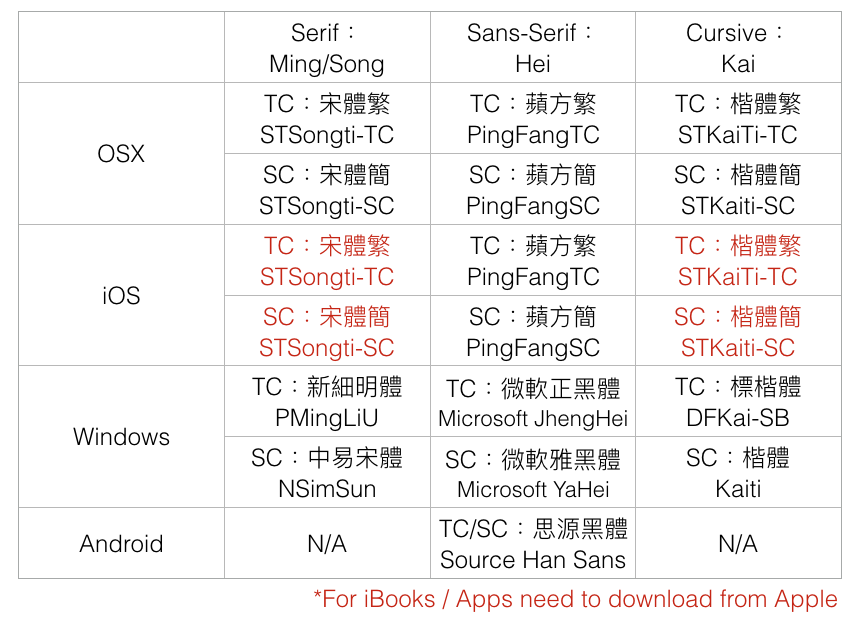 Serif：
Ming/Song
Sans-Serif：
Hei
Cursive：
Kai
OSX
TC：宋體繁
STSongti-TC
TC：蘋方繁
PingFangTC
TC：楷體繁
STKaiTi-TC
SC：宋體簡
STSongti-SC
SC：蘋方簡
PingFangSC
SC：楷體簡
STKaiti-SC
iOS
TC：宋體繁
STSongti-TC
TC：蘋方繁
PingFangTC
TC：楷體繁
STKaiTi-TC
SC：宋體簡
STSongti-SC
SC：蘋方簡
PingFangSC
SC：楷體簡
STKaiti-SC
Windows
TC：新細明體
PMingLiU
TC：微軟正黑體
Microsoft JhengHei
TC：標楷體
DFKai-SB
SC：中易宋體
NSimSun
SC：微軟雅黑體
Microsoft YaHei
SC：楷體
Kaiti
Android
N/A
TC/SC：思源黑體
Source Han Sans
N/A
*For iBooks / Apps need to download from Apple